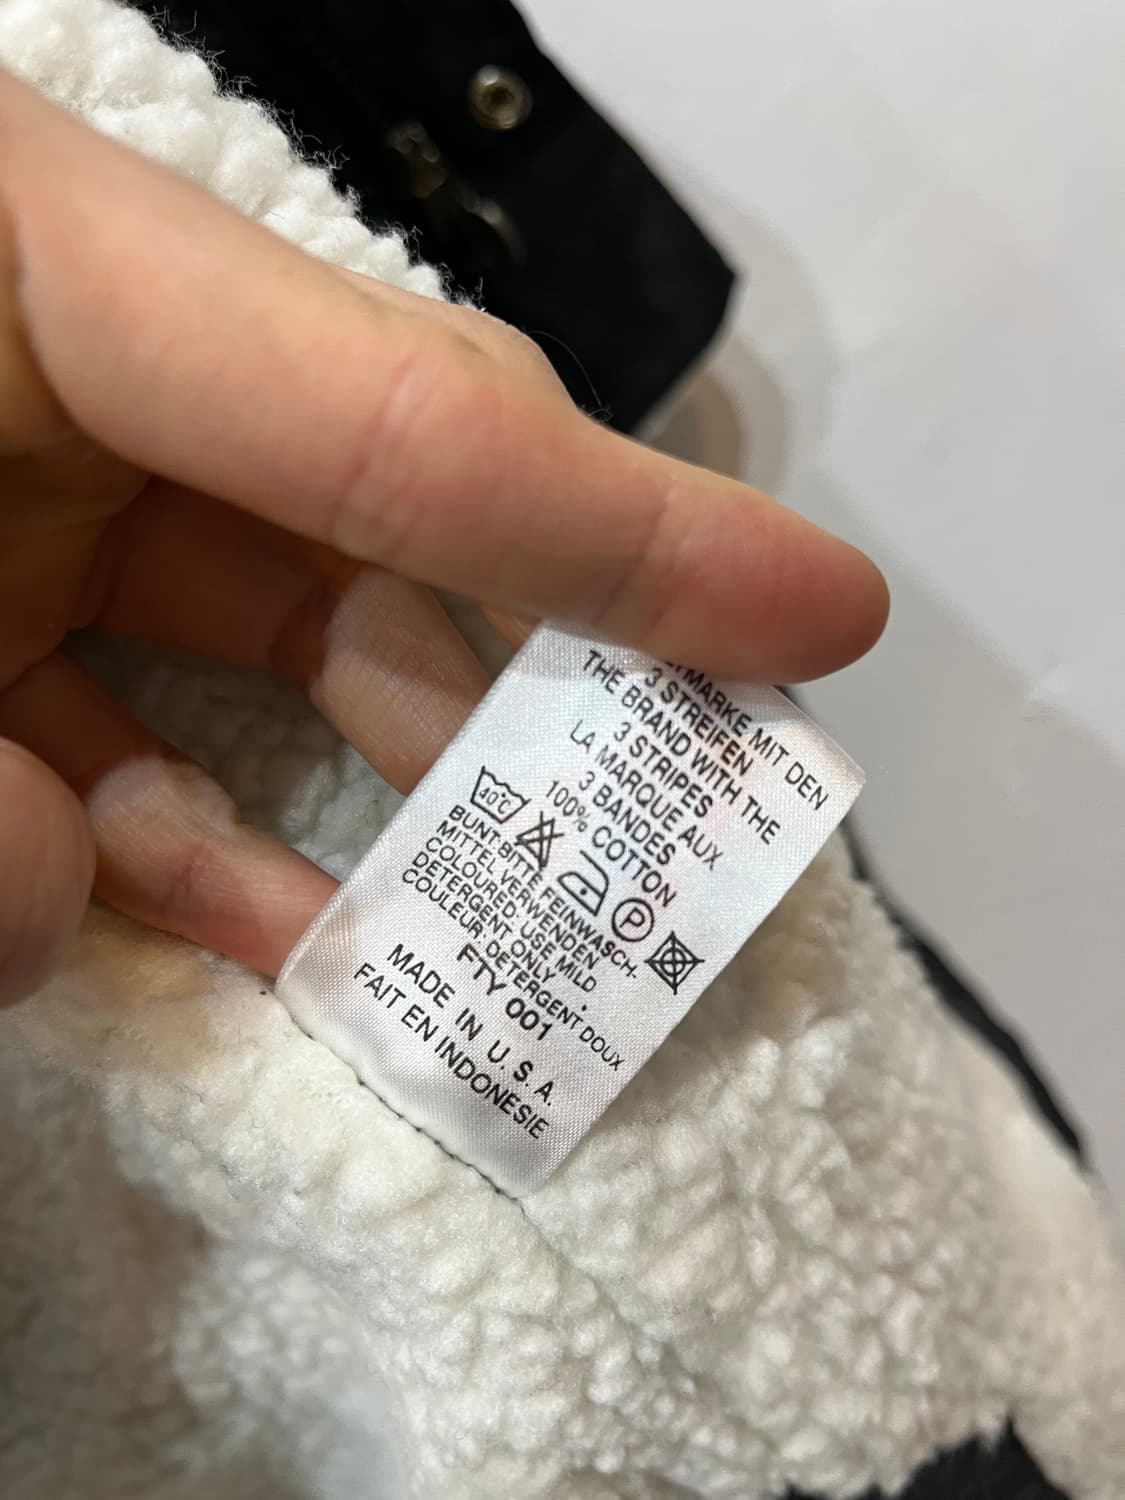 3 STREIFEN
MARKE MIT DEN
THE BRAND WITH THE
3 STRIPES
LA MARQUE AUX
3 BANDES
100% COTTON
40°C
P
BUNT: BITTE FEINWASCH-
MITTEL VERWENDEN
COLOURED: USE MILD
DETERGENT ONLY.
COULEUR: DETERGENT DOUX
FTY 001
MADE IN U. S. A.
FAIT EN INDONESIE